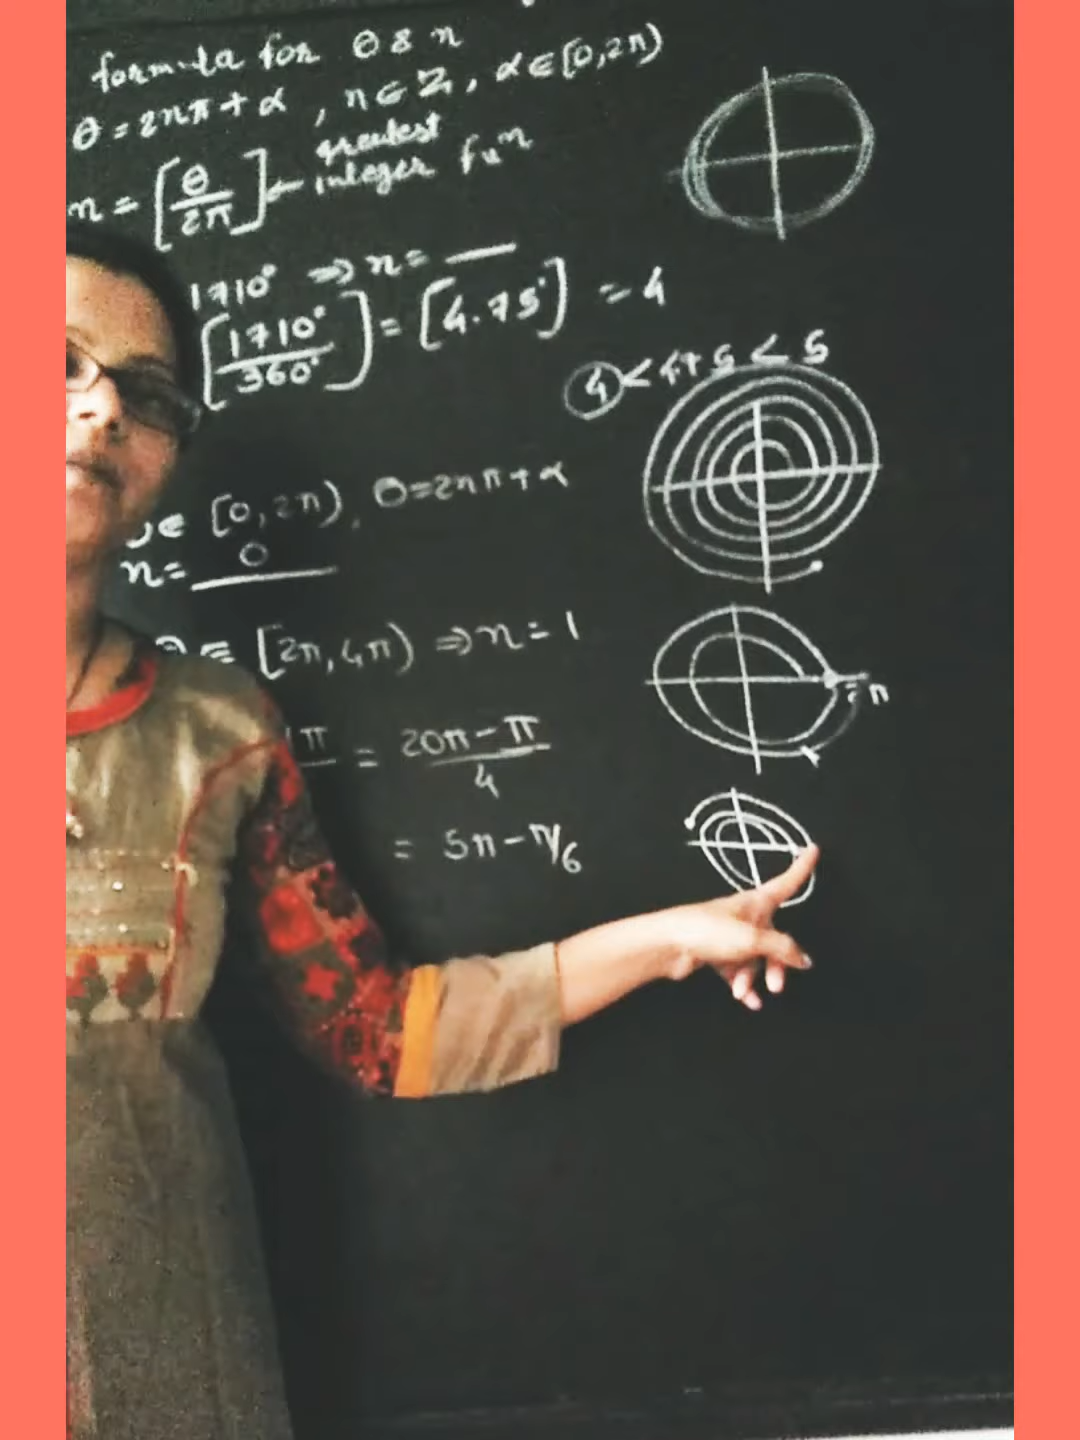 formula for θ & n
θ = 2nπ + α , n ∈ Z, α ∈ [0, 2π)
n = [θ/2π] ← greatest integer fuⁿ
1710° ⇒ n = __
[1710°/360°] = [4.75] = 4
4 < 4.75 < 5
∈ [0, 2π), θ = 2nπ + α
n = 0
θ ∈ [2π, 4π) ⇒ n = 1
π = 20π - π / 4
= 5π - π/6